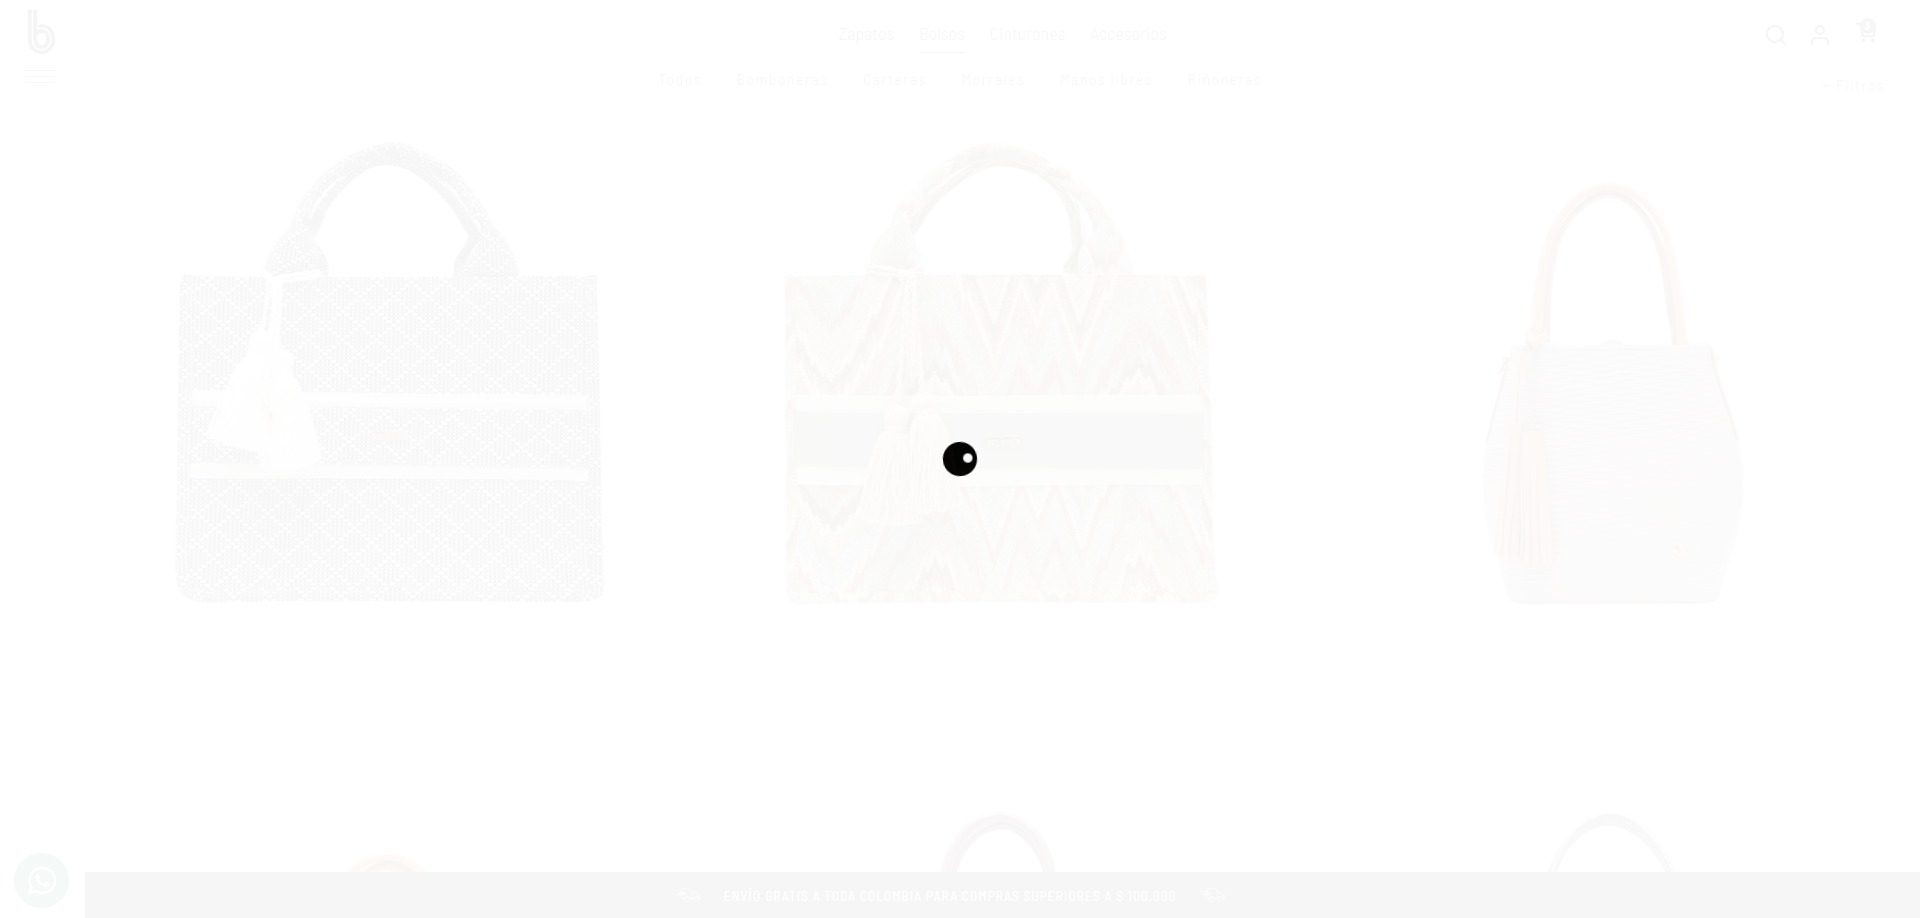 b
Zapatos Bolsos Cinturones Accesorios
Todos Bomboneras Carteras Morrales Manos libres Riñoneras
+ Filtros
ENVÍO GRATIS A TODA COLOMBIA PARA COMPRAS SUPERIORES A $ 100.000